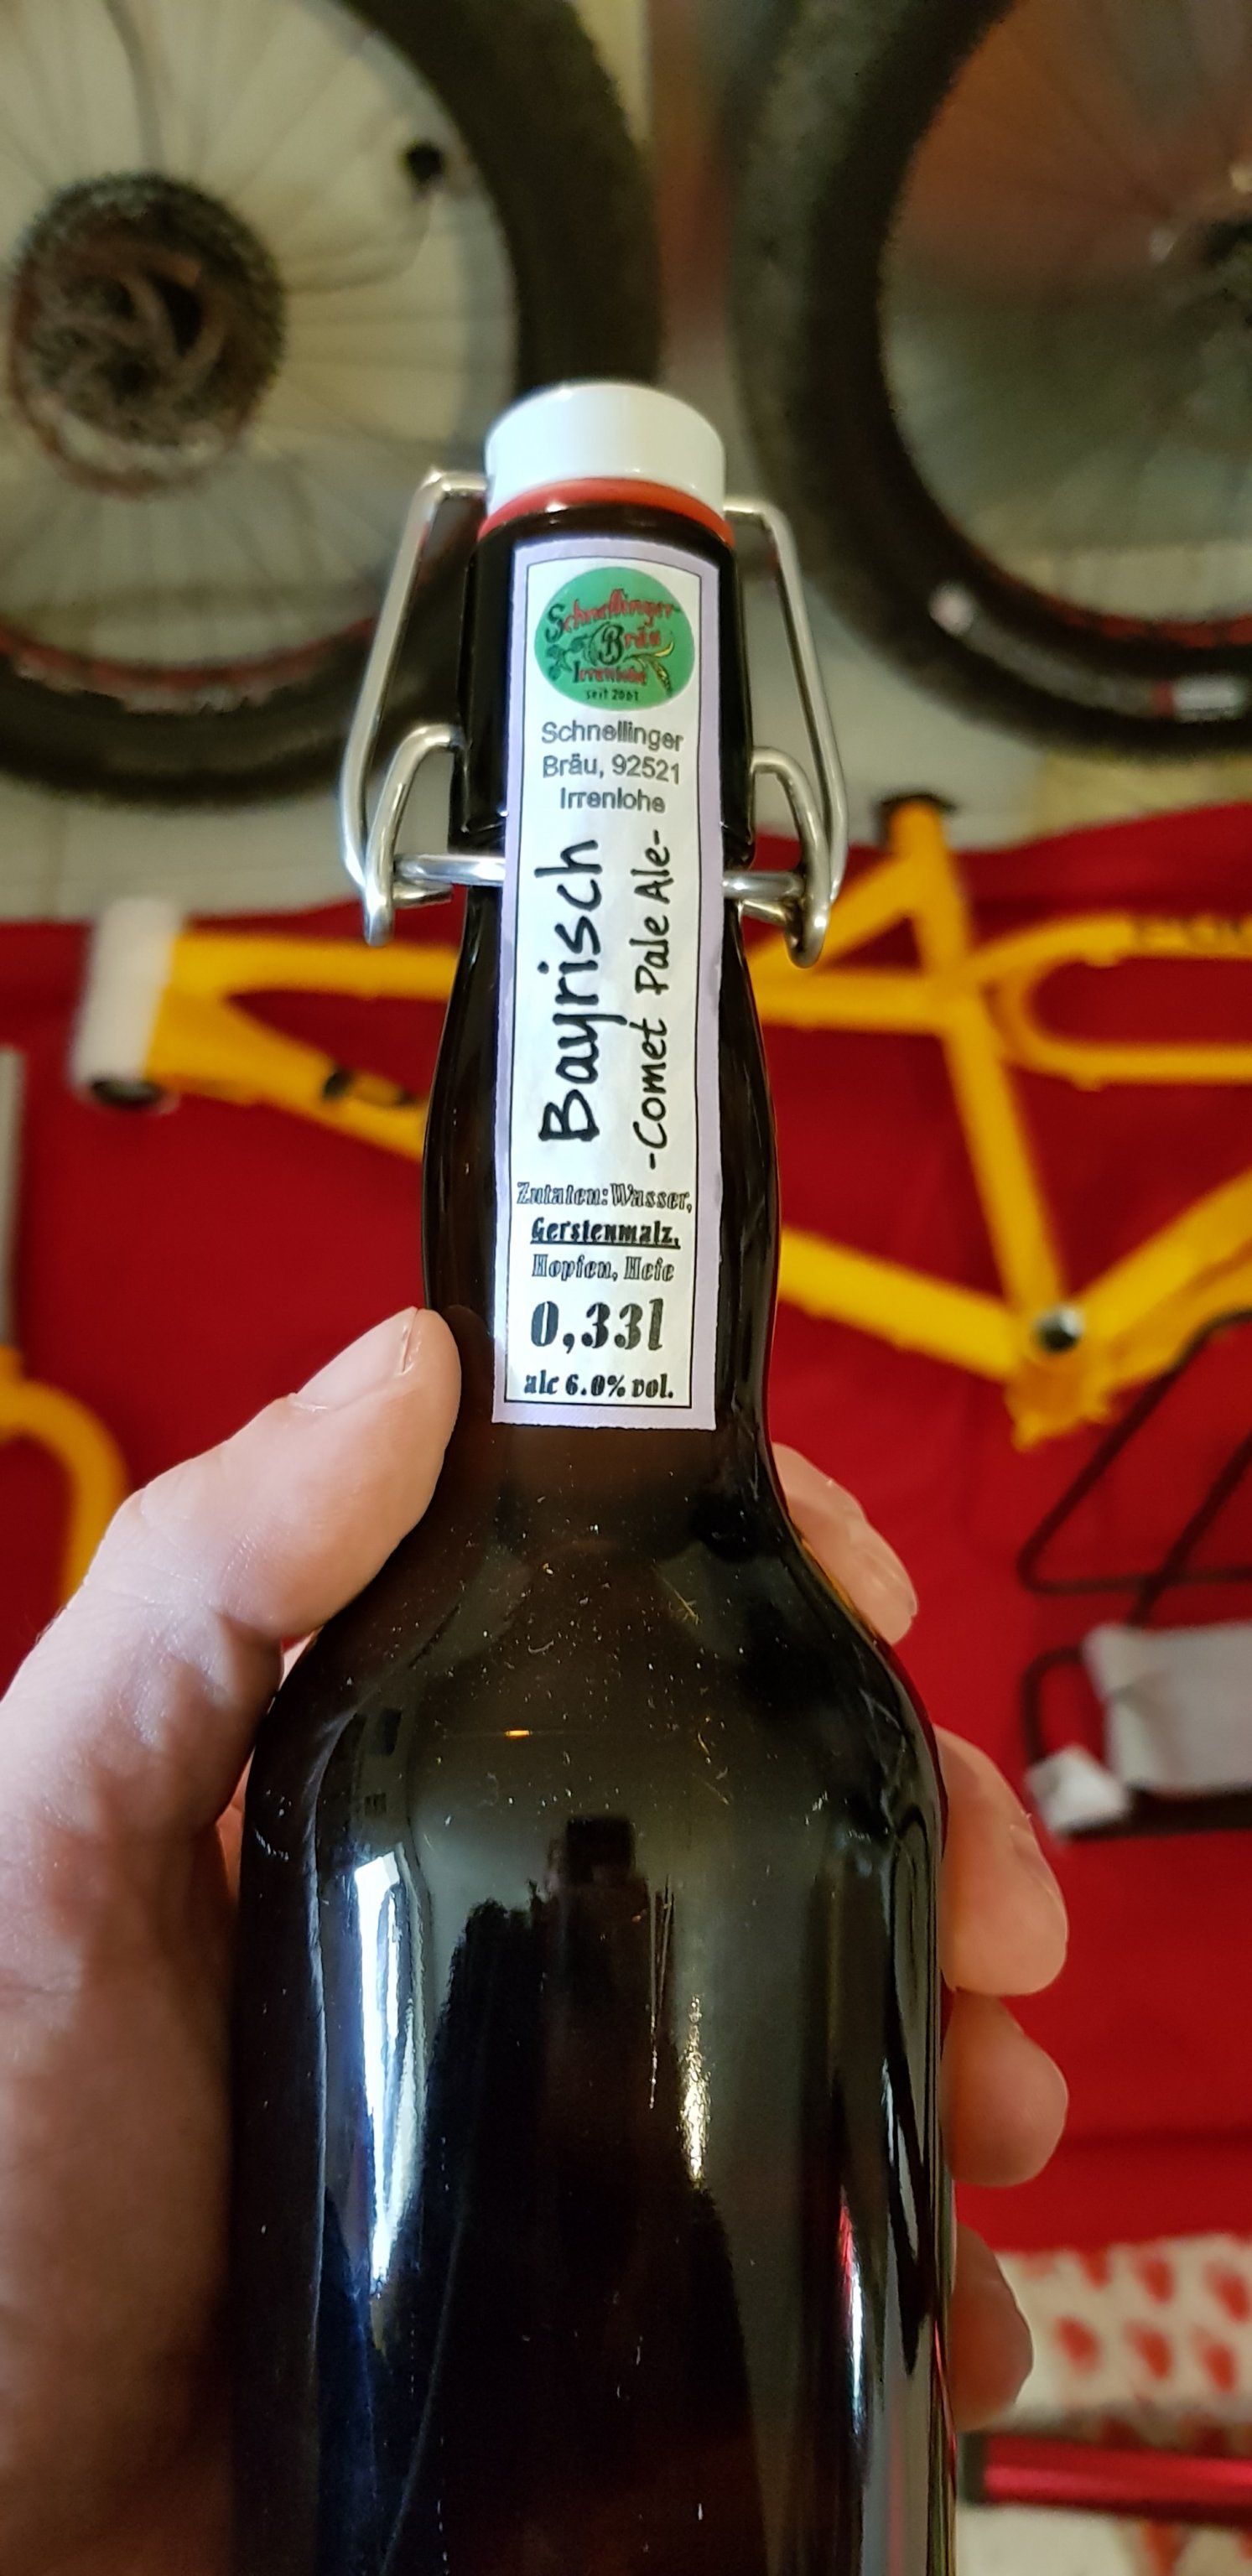 Schnellinger-
Bräu
Irrenlohe
seit 2001
Schnellinger
Bräu, 92521
Irrenlohe
Bayrisch
-Comet Pale Ale-
Zutaten: Wasser,
Gerstenmalz,
Hopfen, Hefe
0,33l
alc 6.0% vol.